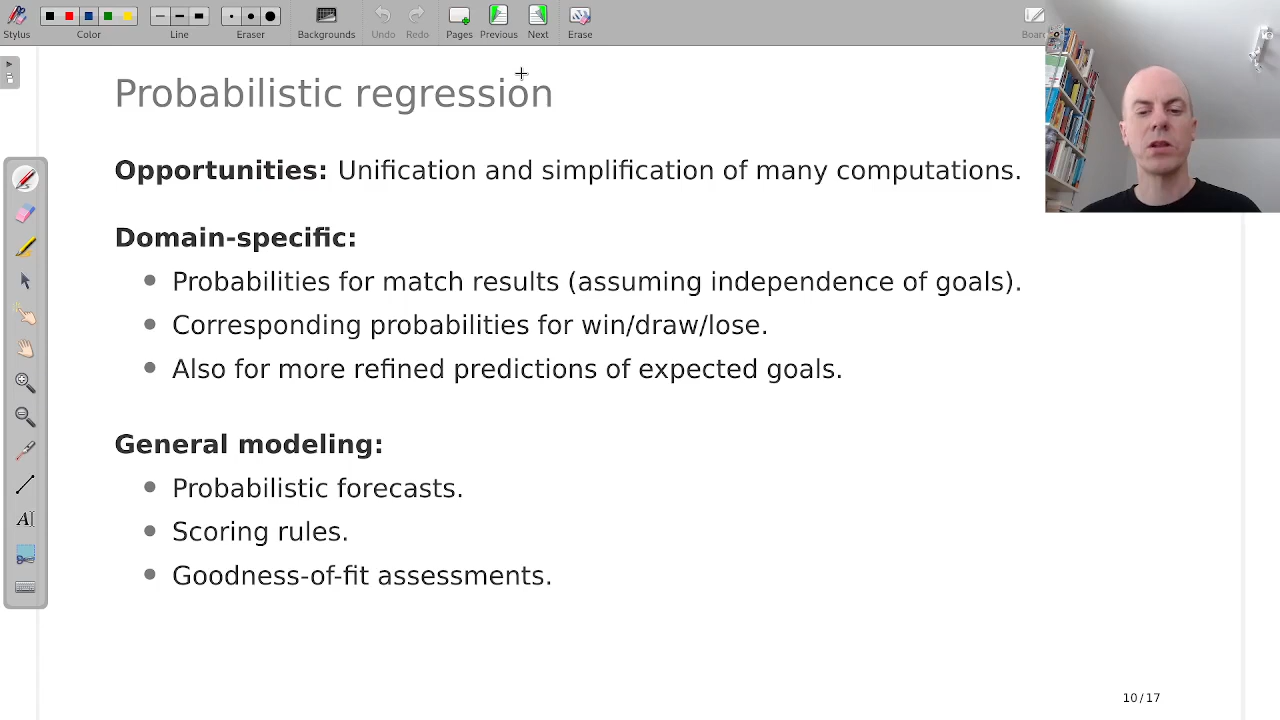 Stylus
Color
Line
Eraser
Backgrounds
Undo
Redo
Pages
Previous
Next
Erase
Probabilistic regression
Opportunities: Unification and simplification of many computations.
Domain-specific:
Probabilities for match results (assuming independence of goals).
Corresponding probabilities for win/draw/lose.
Also for more refined predictions of expected goals.
General modeling:
Probabilistic forecasts.
Scoring rules.
Goodness-of-fit assessments.
10/17